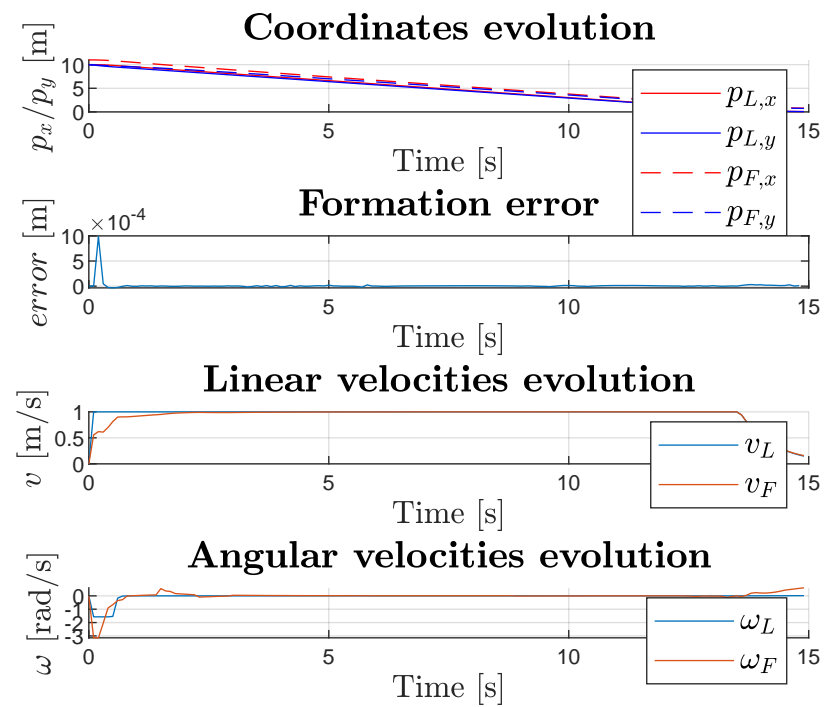 Coordinates evolution
p_x/p_y [m]
10
5
0
0 5 10 15
Time [s]
p_{L,x}
p_{L,y}
p_{F,x}
p_{F,y}
Formation error
×10^{-4}
error [m]
10
5
0
0 5 10 15
Time [s]
Linear velocities evolution
v [m/s]
1
0.5
0
0 5 10 15
Time [s]
v_L
v_F
Angular velocities evolution
ω [rad/s]
0
-1
-2
-3
0 5 10 15
Time [s]
ω_L
ω_F